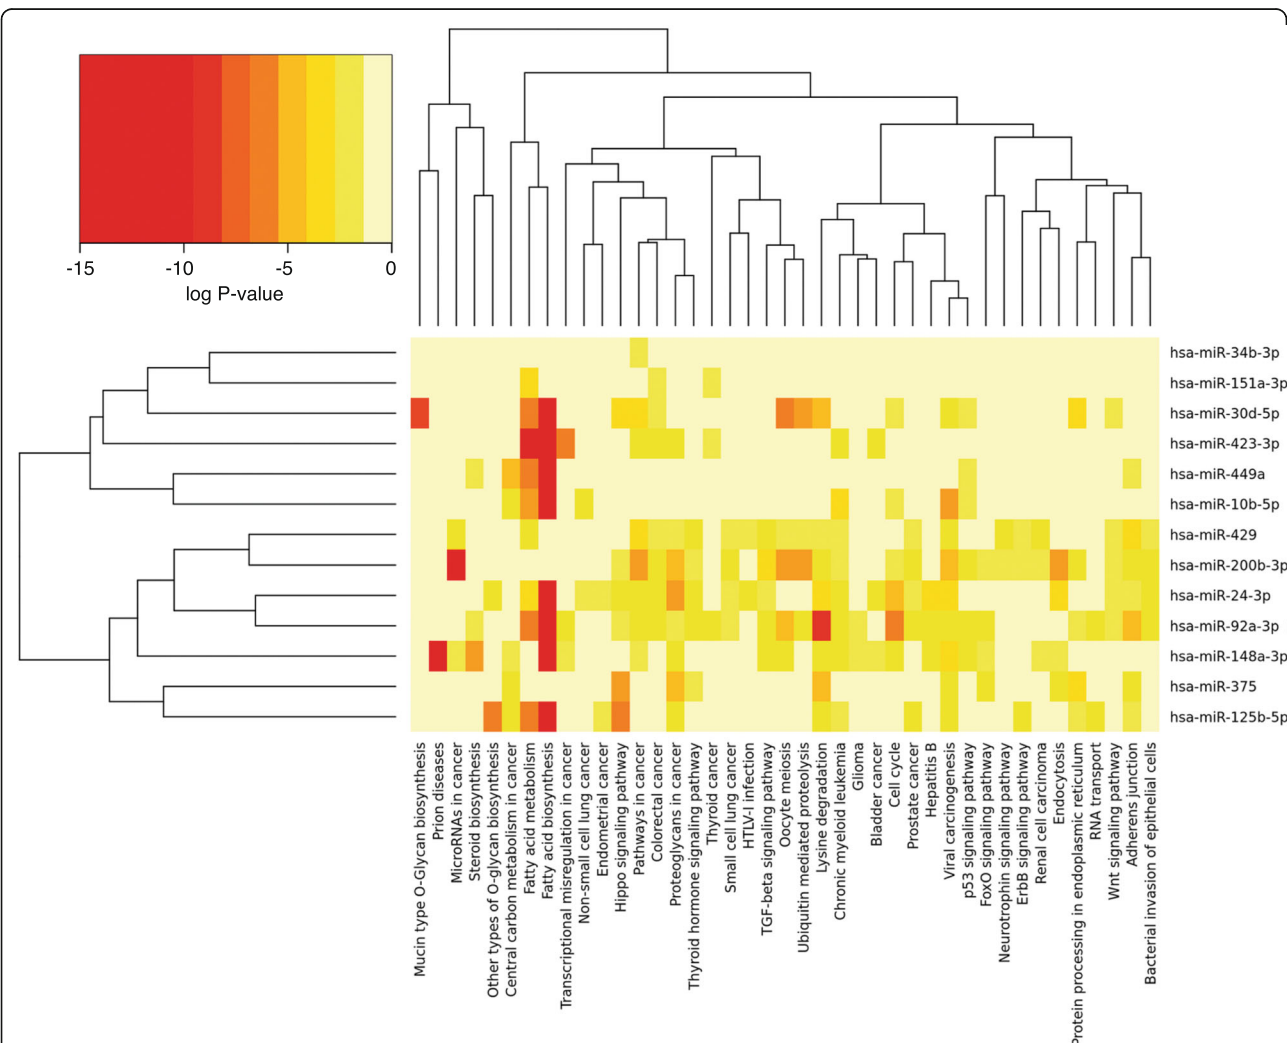 -15
-10
-5
0
log P-value
hsa-miR-34b-3p
hsa-miR-151a-3p
hsa-miR-30d-5p
hsa-miR-423-3p
hsa-miR-449a
hsa-miR-10b-5p
hsa-miR-429
hsa-miR-200b-3p
hsa-miR-24-3p
hsa-miR-92a-3p
hsa-miR-148a-3p
hsa-miR-375
hsa-miR-125b-5p
Mucin type O-Glycan biosynthesis
Prion diseases
MicroRNAs in cancer
Steroid biosynthesis
Other types of O-glycan biosynthesis
Central carbon metabolism in cancer
Fatty acid metabolism
Fatty acid biosynthesis
Transcriptional misregulation in cancer
Non-small cell lung cancer
Endometrial cancer
Hippo signaling pathway
Pathways in cancer
Colorectal cancer
Proteoglycans in cancer
Thyroid hormone signaling pathway
Thyroid cancer
Small cell lung cancer
HTLV-I infection
TGF-beta signaling pathway
Oocyte meiosis
Ubiquitin mediated proteolysis
Lysine degradation
Chronic myeloid leukemia
Glioma
Bladder cancer
Cell cycle
Prostate cancer
Hepatitis B
Viral carcinogenesis
p53 signaling pathway
FoxO signaling pathway
Neurotrophin signaling pathway
ErbB signaling pathway
Renal cell carcinoma
Endocytosis
Protein processing in endoplasmic reticulum
RNA transport
Wnt signaling pathway
Adherens junction
Bacterial invasion of epithelial cells